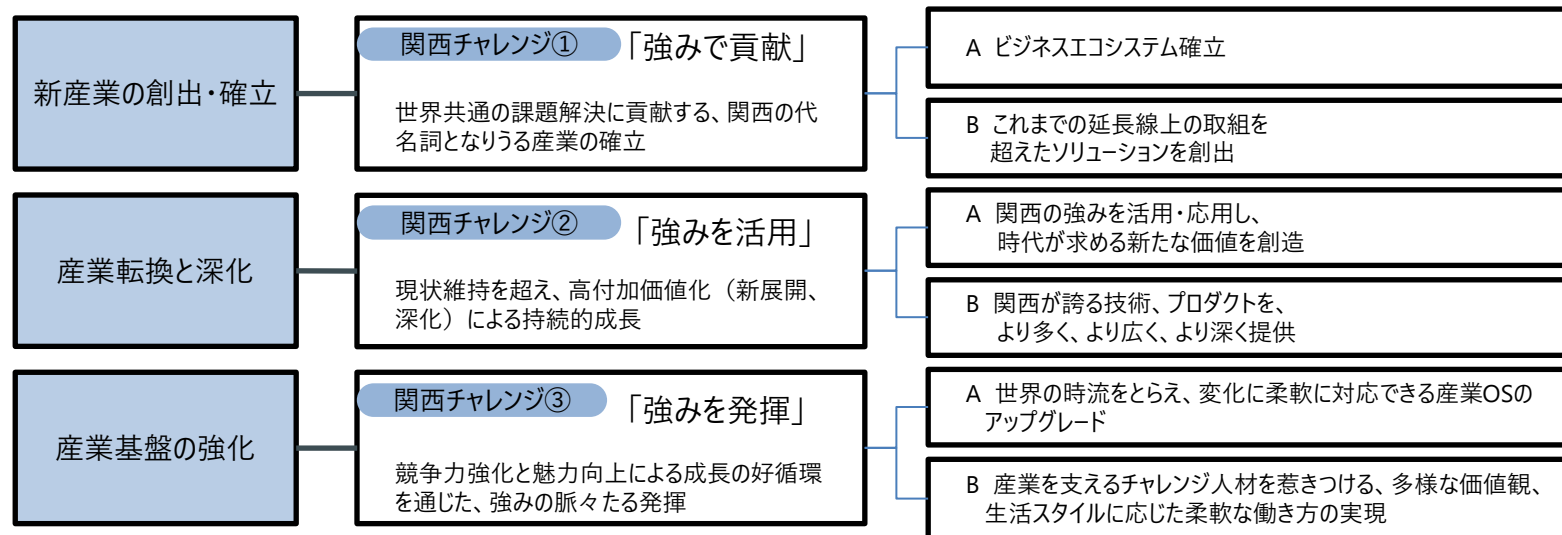 新産業の創出・確立
関西チャレンジ①
「強みで貢献」
世界共通の課題解決に貢献する、関西の代
名詞となりうる産業の確立
A ビジネスエコシステム確立
B これまでの延長線上の取組を
超えたソリューションを創出
産業転換と深化
関西チャレンジ②
「強みを活用」
現状維持を超え、高付加価値化（新展開、
深化）による持続的成長
A 関西の強みを活用・応用し、
時代が求める新たな価値を創造
B 関西が誇る技術、プロダクトを、
より多く、より広く、より深く提供
産業基盤の強化
関西チャレンジ③
「強みを発揮」
競争力強化と魅力向上による成長の好循環
を通じた、強みの脈々たる発揮
A 世界の時流をとらえ、変化に柔軟に対応できる産業OSの
アップグレード
B 産業を支えるチャレンジ人材を惹きつける、多様な価値観、
生活スタイルに応じた柔軟な働き方の実現